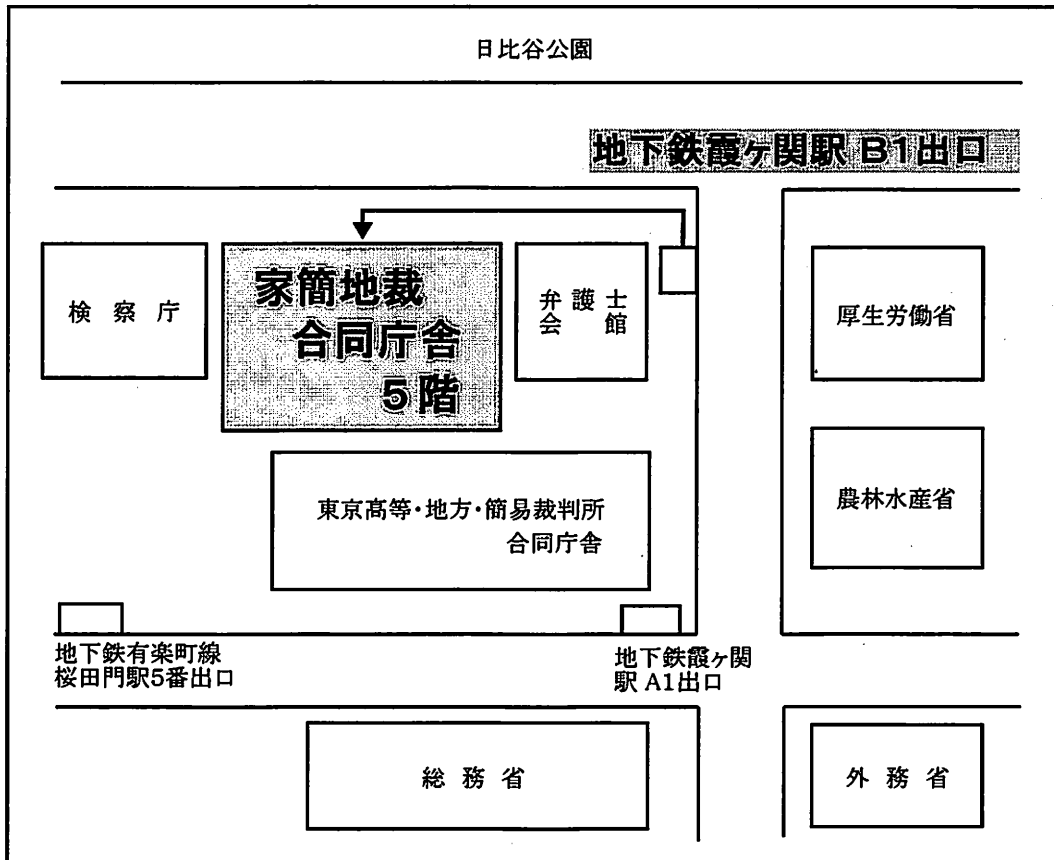 日比谷公園
地下鉄霞ヶ関駅 B1出口
検察庁
家簡地裁
合同庁舎
5階
弁護士
会館
厚生労働省
東京高等・地方・簡易裁判所
合同庁舎
農林水産省
地下鉄有楽町線
桜田門駅5番出口
地下鉄霞ヶ関
駅 A1出口
総務省
外務省